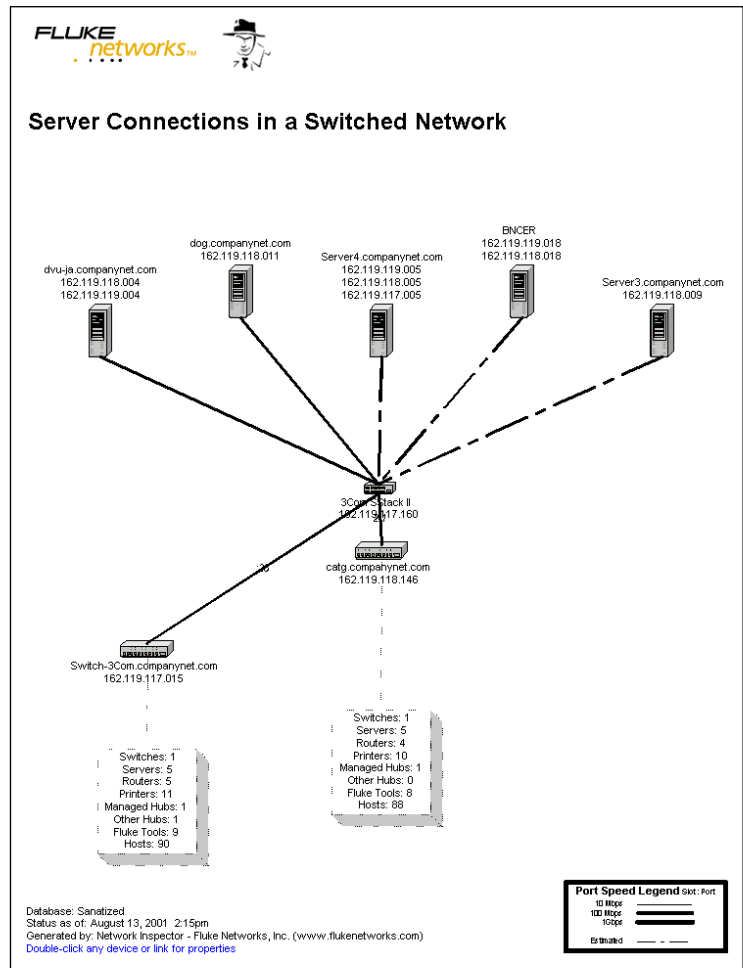 FLUKE
networks™
Server Connections in a Switched Network
dvu-ja.companynet.com
162.119.118.004
162.119.119.004
dog.companynet.com
162.119.118.011
Server4.companynet.com
162.119.119.005
162.119.118.005
162.119.117.005
BNCER
162.119.119.018
162.119.118.018
Server3.companynet.com
162.119.118.009
3Com SStack II
162.119.117.160
catg.companynet.com
162.119.118.146
Switch-3Com.companynet.com
162.119.117.015
Switches: 1
Servers: 5
Routers: 5
Printers: 11
Managed Hubs: 1
Other Hubs: 1
Fluke Tools: 9
Hosts: 90
Switches: 1
Servers: 5
Routers: 4
Printers: 10
Managed Hubs: 1
Other Hubs: 0
Fluke Tools: 8
Hosts: 88
Database: Sanatized
Status as of: August 13, 2001 2:15pm
Generated by: Network Inspector - Fluke Networks, Inc. (www.flukenetworks.com)
Double-click any device or link for properties
Port Speed Legend Slot: Port
10 Mbps
100 Mbps
1Gbps
Estimated